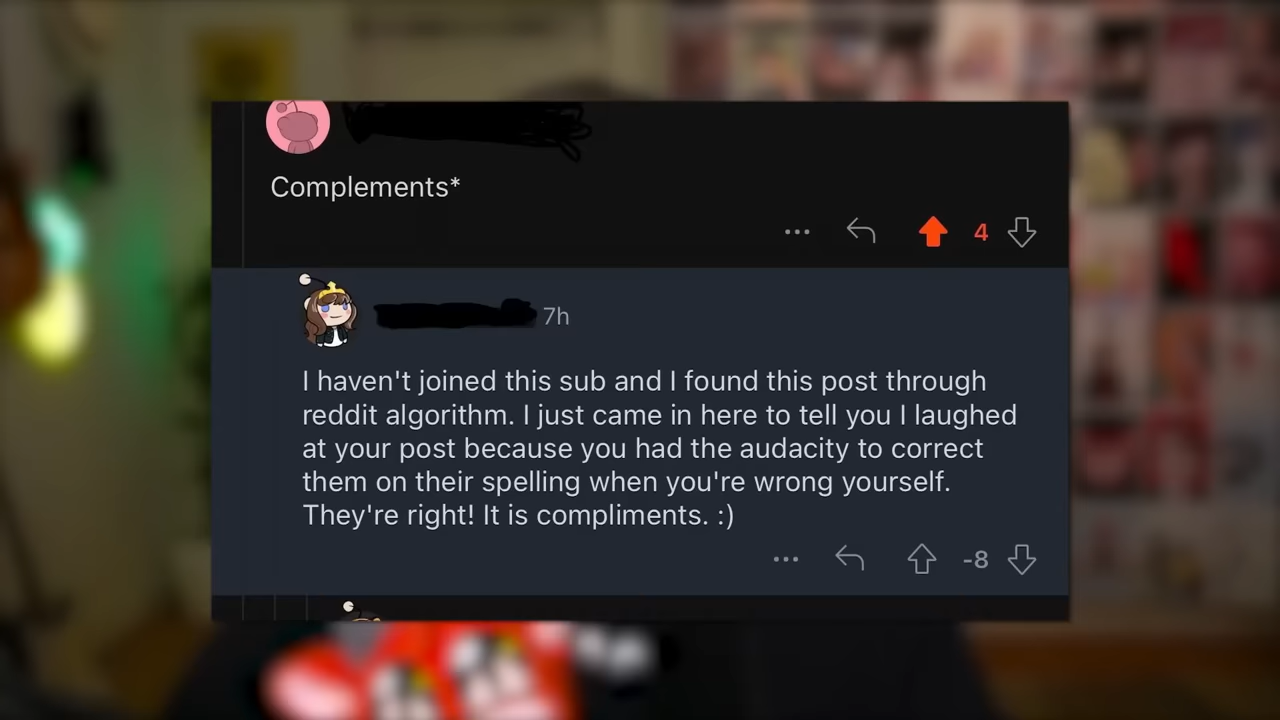 Complements*
4
7h
I haven't joined this sub and I found this post through
reddit algorithm. I just came in here to tell you I laughed
at your post because you had the audacity to correct
them on their spelling when you're wrong yourself.
They're right! It is compliments. :)
-8